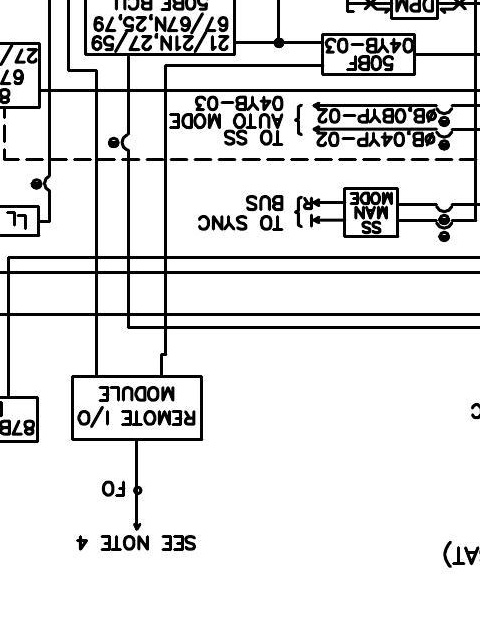 AT)
SEE NOTE 4
FO
C
REMOTE I/O
MODULE
87B
SS
MAN
MODE
I
R
TO SYNC
BUS
LL
ØB,04YP-02
ØB,0BYP-02
TO SS
AUTO MODE
04YB-03
50BF
04YB-03
21/21N,27/59
67/67N,25,79
50BF BCU
8
67
27/
DPM